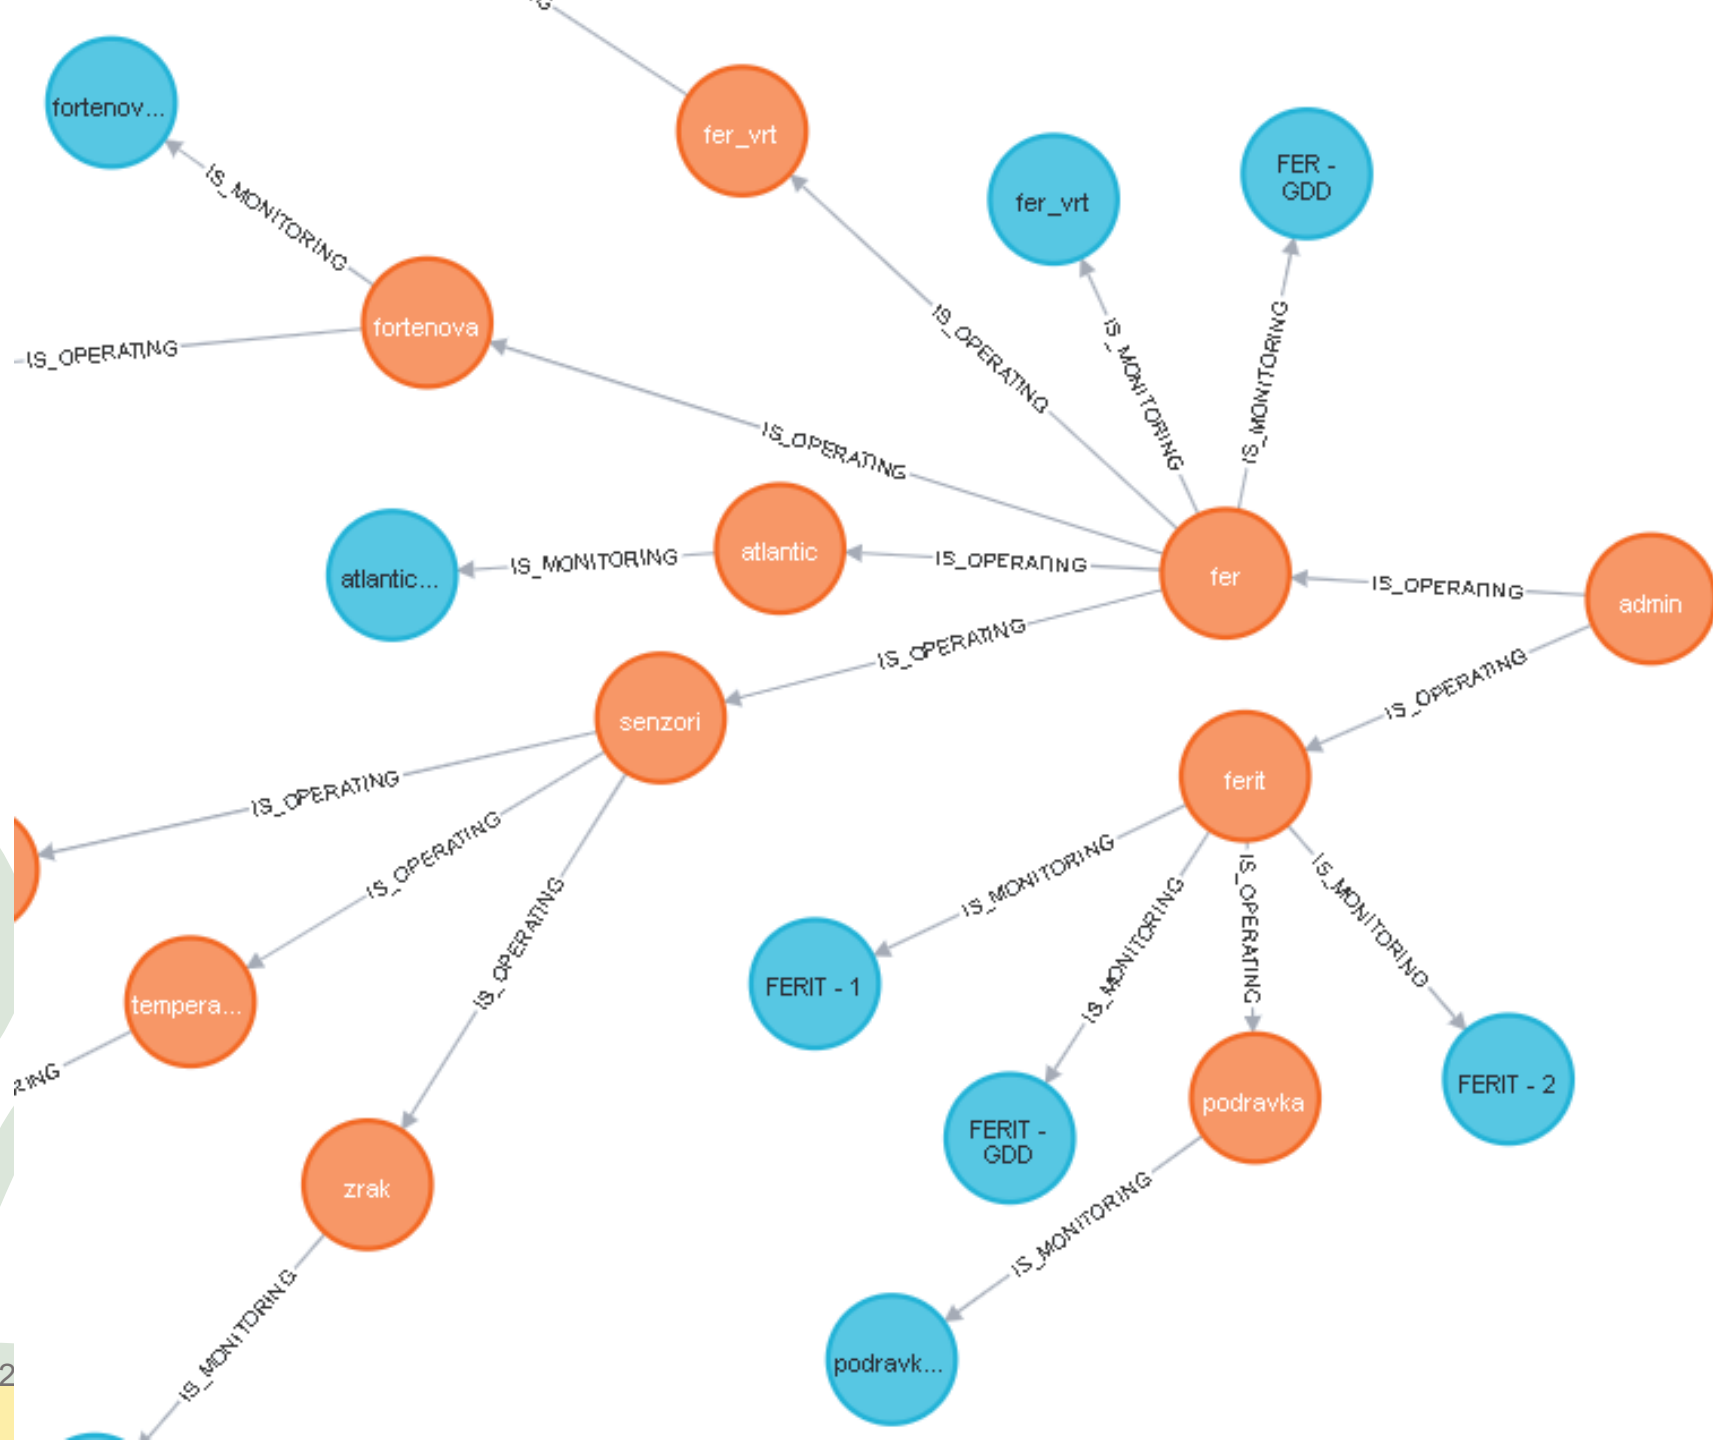 fortenov...
fer_vrt
fer_vrt
FER -
GDD
IS_MONITORING
fortenova
IS_OPERATING
IS_OPERATING
IS_MONITORING
IS_MONITORING
IS_OPERATING
atlantic...
IS_MONITORING
atlantic
IS_OPERATING
fer
IS_OPERATING
admin
IS_OPERATING
IS_OPERATING
senzori
ferit
IS_OPERATING
IS_OPERATING
IS_OPERATING
IS_MONITORING
IS_MONITORING
IS_OPERATING
IS_MONITORING
tempera...
RING
FERIT - 1
FERIT -
GDD
podravka
FERIT - 2
zrak
IS_MONITORING
IS_MONITORING
podravk...
2